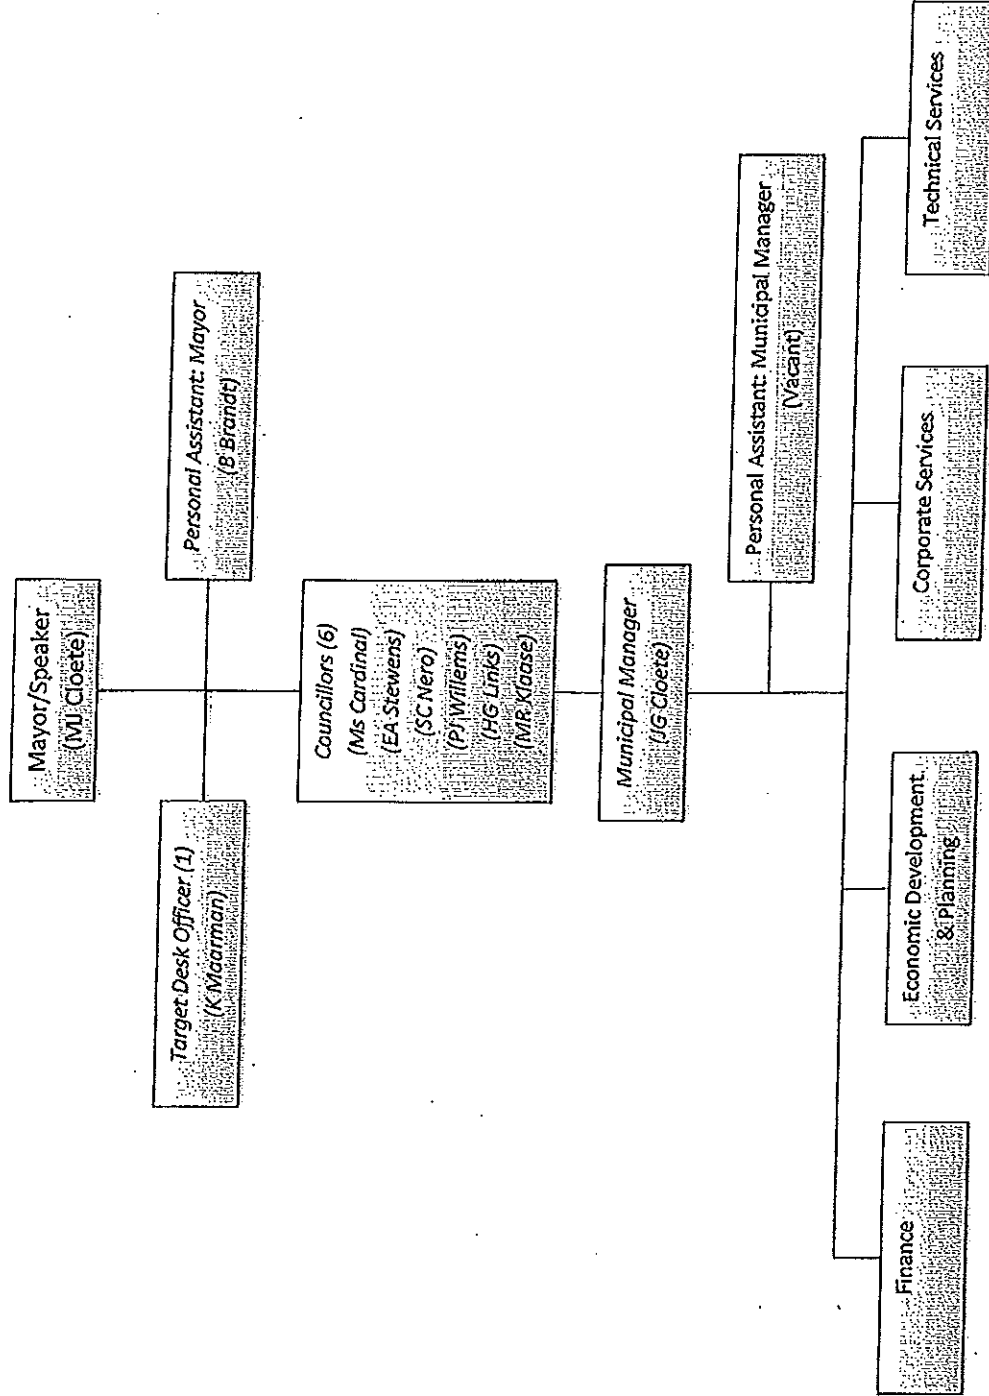 Mayor/Speaker
(MJ Cloete)
Target Desk Officer (1)
(K Maarman)
Personal Assistant: Mayor
(B Brandt)
Councillors (6)
(Ms Cardinal)
(EA Stewens)
(SC Nero)
(PJ Willems)
(HG Links)
(MR Klaase)
Municipal Manager
(JG Cloete)
Personal Assistant: Municipal Manager
(Vacant)
Finance
Economic Development
& Planning
Corporate Services
Technical Services